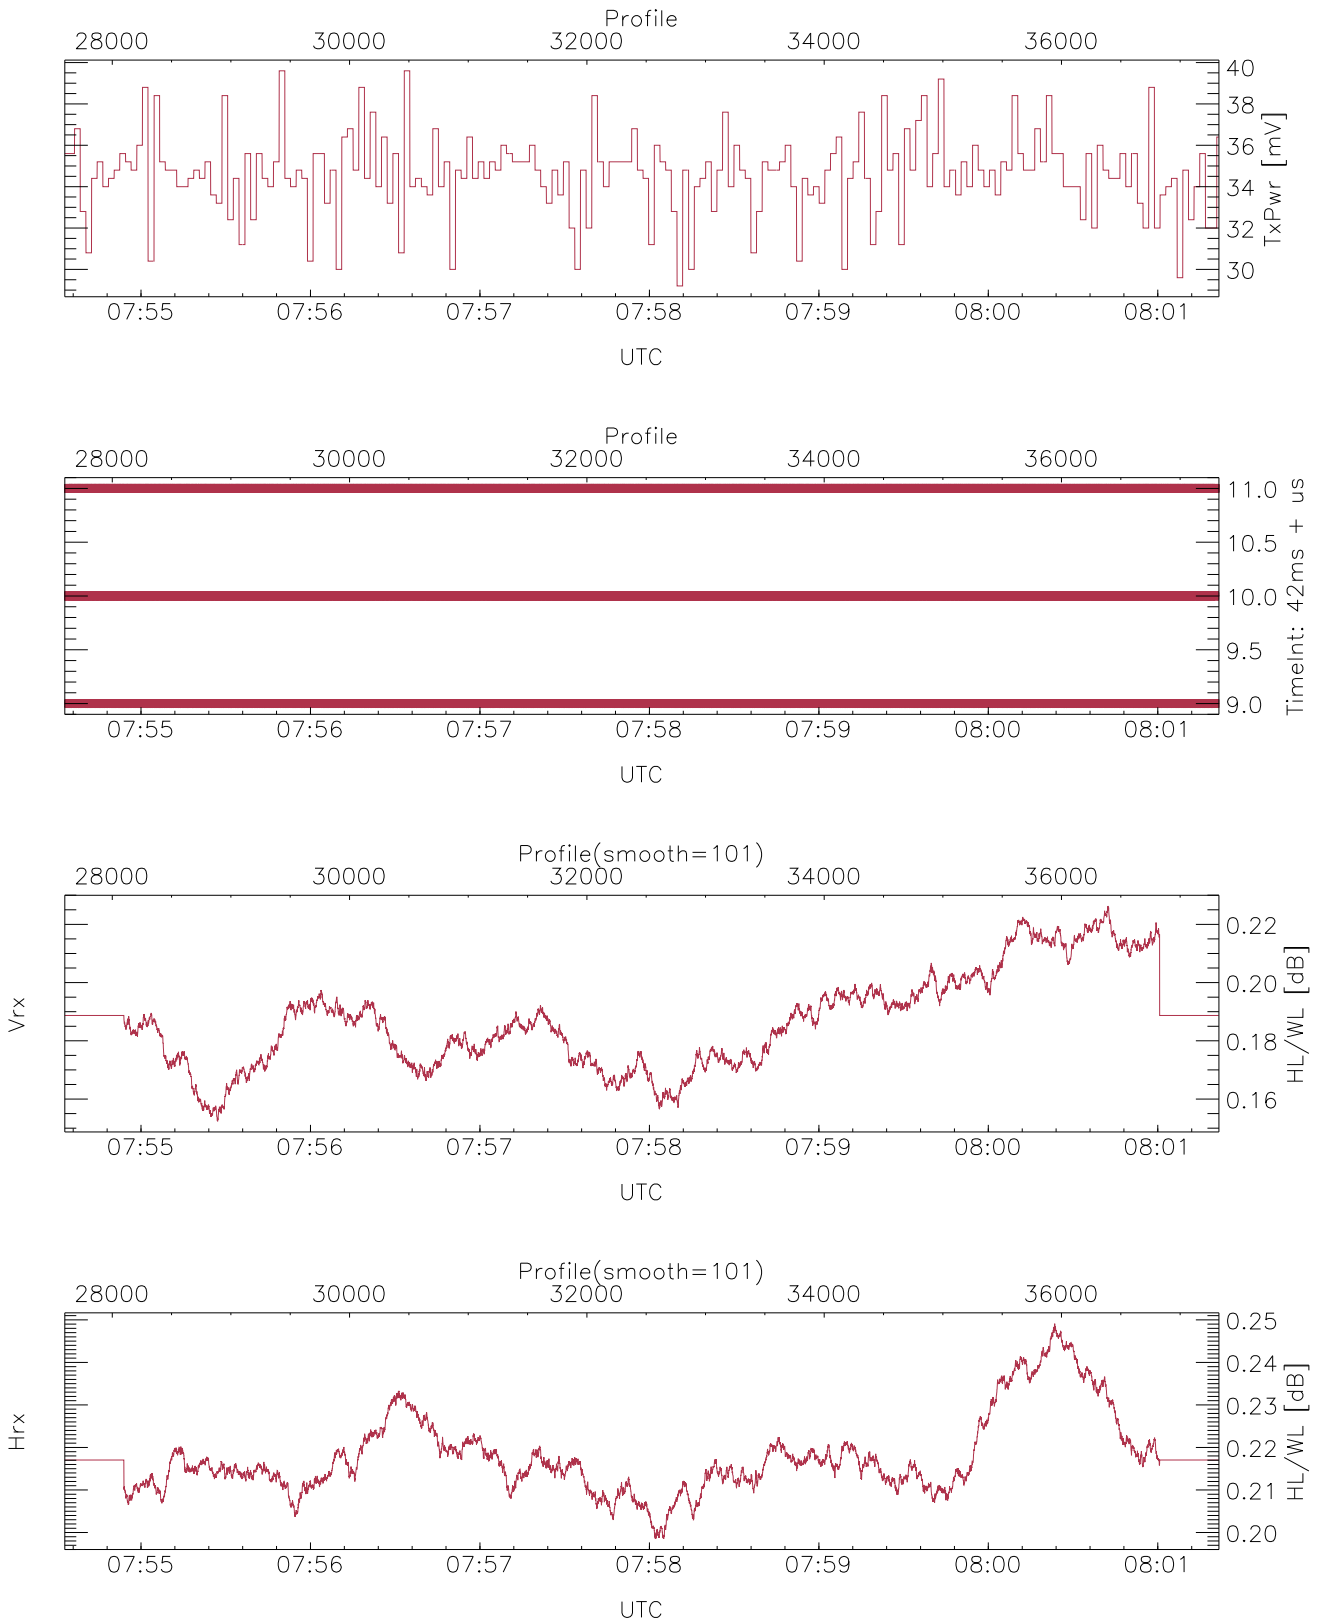 Profile
28000 30000 32000 34000 36000
40
38
36
34
32
30
TxPwr [mV]
07:55 07:56 07:57 07:58 07:59 08:00 08:01
UTC
Profile
28000 30000 32000 34000 36000
11.0
10.5
10.0
9.5
9.0
TimeInt: 42ms + us
07:55 07:56 07:57 07:58 07:59 08:00 08:01
UTC
Profile(smooth=101)
28000 30000 32000 34000 36000
Vrx
0.22
0.20
0.18
0.16
HL/WL [dB]
07:55 07:56 07:57 07:58 07:59 08:00 08:01
UTC
Profile(smooth=101)
28000 30000 32000 34000 36000
Hrx
0.25
0.24
0.23
0.22
0.21
0.20
HL/WL [dB]
07:55 07:56 07:57 07:58 07:59 08:00 08:01
UTC